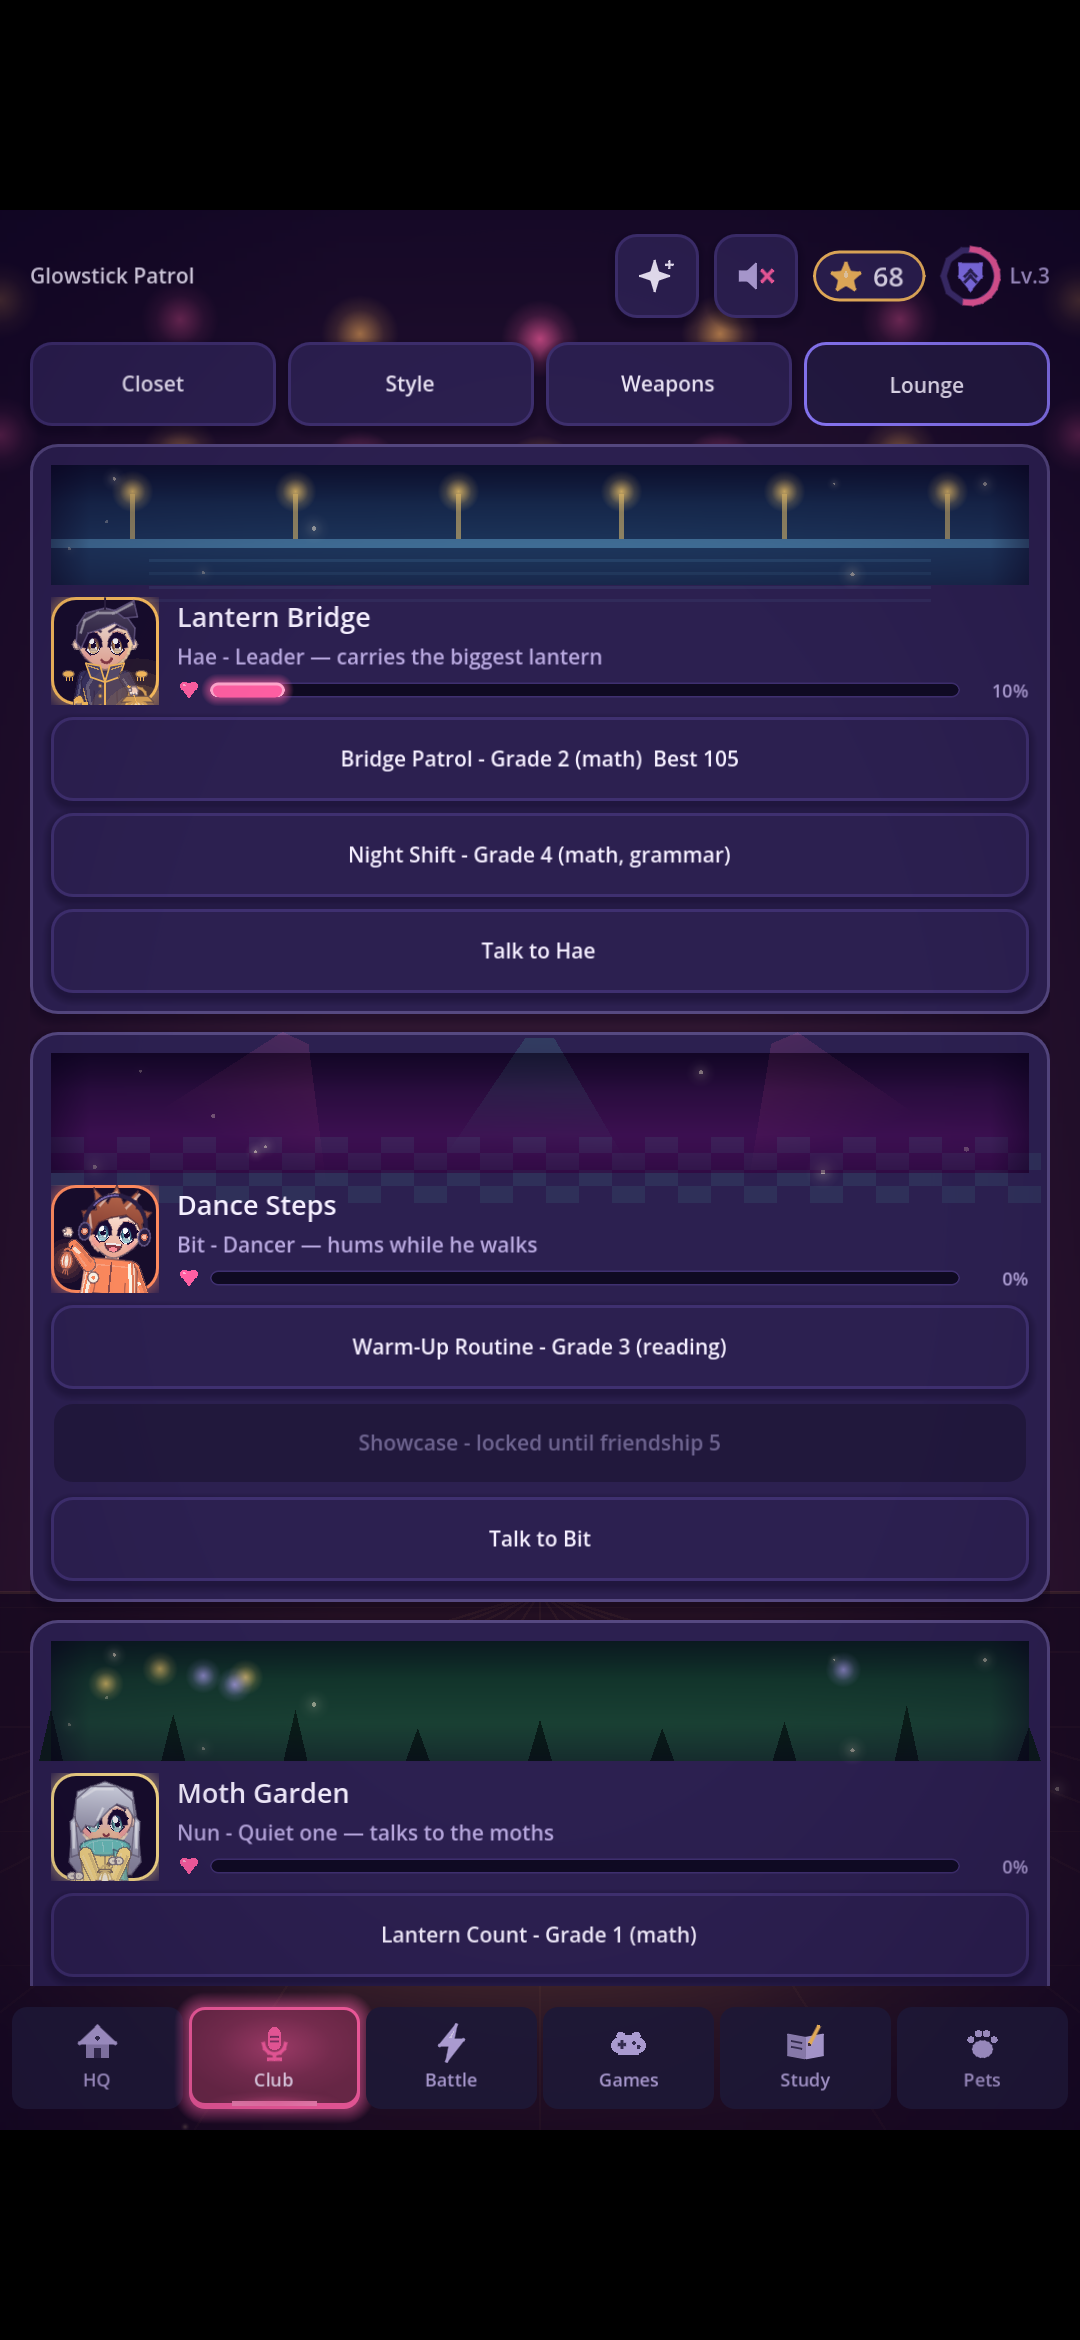 Glowstick Patrol
68
Lv.3
Closet
Style
Weapons
Lounge
Lantern Bridge
Hae - Leader — carries the biggest lantern
10%
Bridge Patrol - Grade 2 (math)  Best 105
Night Shift - Grade 4 (math, grammar)
Talk to Hae
Dance Steps
Bit - Dancer — hums while he walks
0%
Warm-Up Routine - Grade 3 (reading)
Showcase - locked until friendship 5
Talk to Bit
Moth Garden
Nun - Quiet one — talks to the moths
0%
Lantern Count - Grade 1 (math)
HQ
Club
Battle
Games
Study
Pets